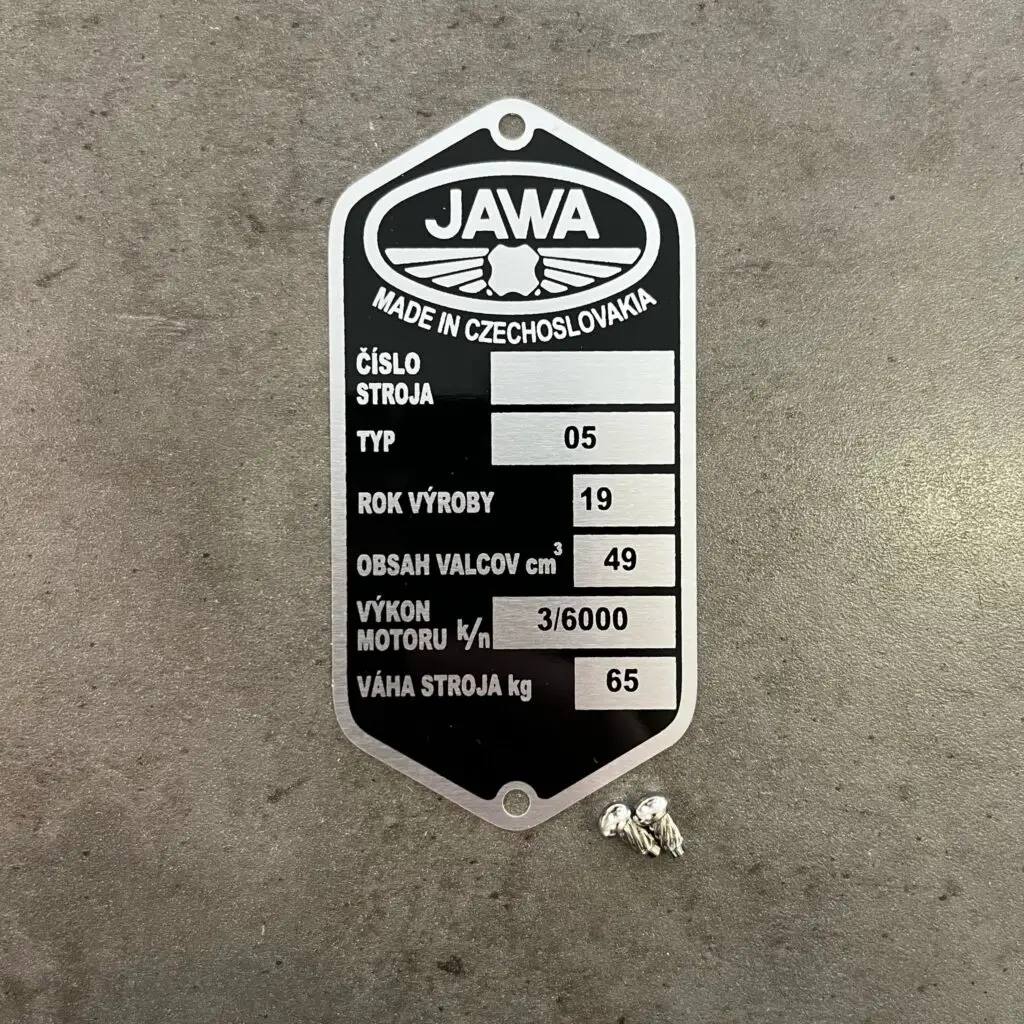 JAWA
MADE IN CZECHOSLOVAKIA
ČÍSLO
STROJA
TYP 05
ROK VÝROBY 19
OBSAH VALCOV cm³ 49
VÝKON
MOTORU k/n 3/6000
VÁHA STROJA kg 65